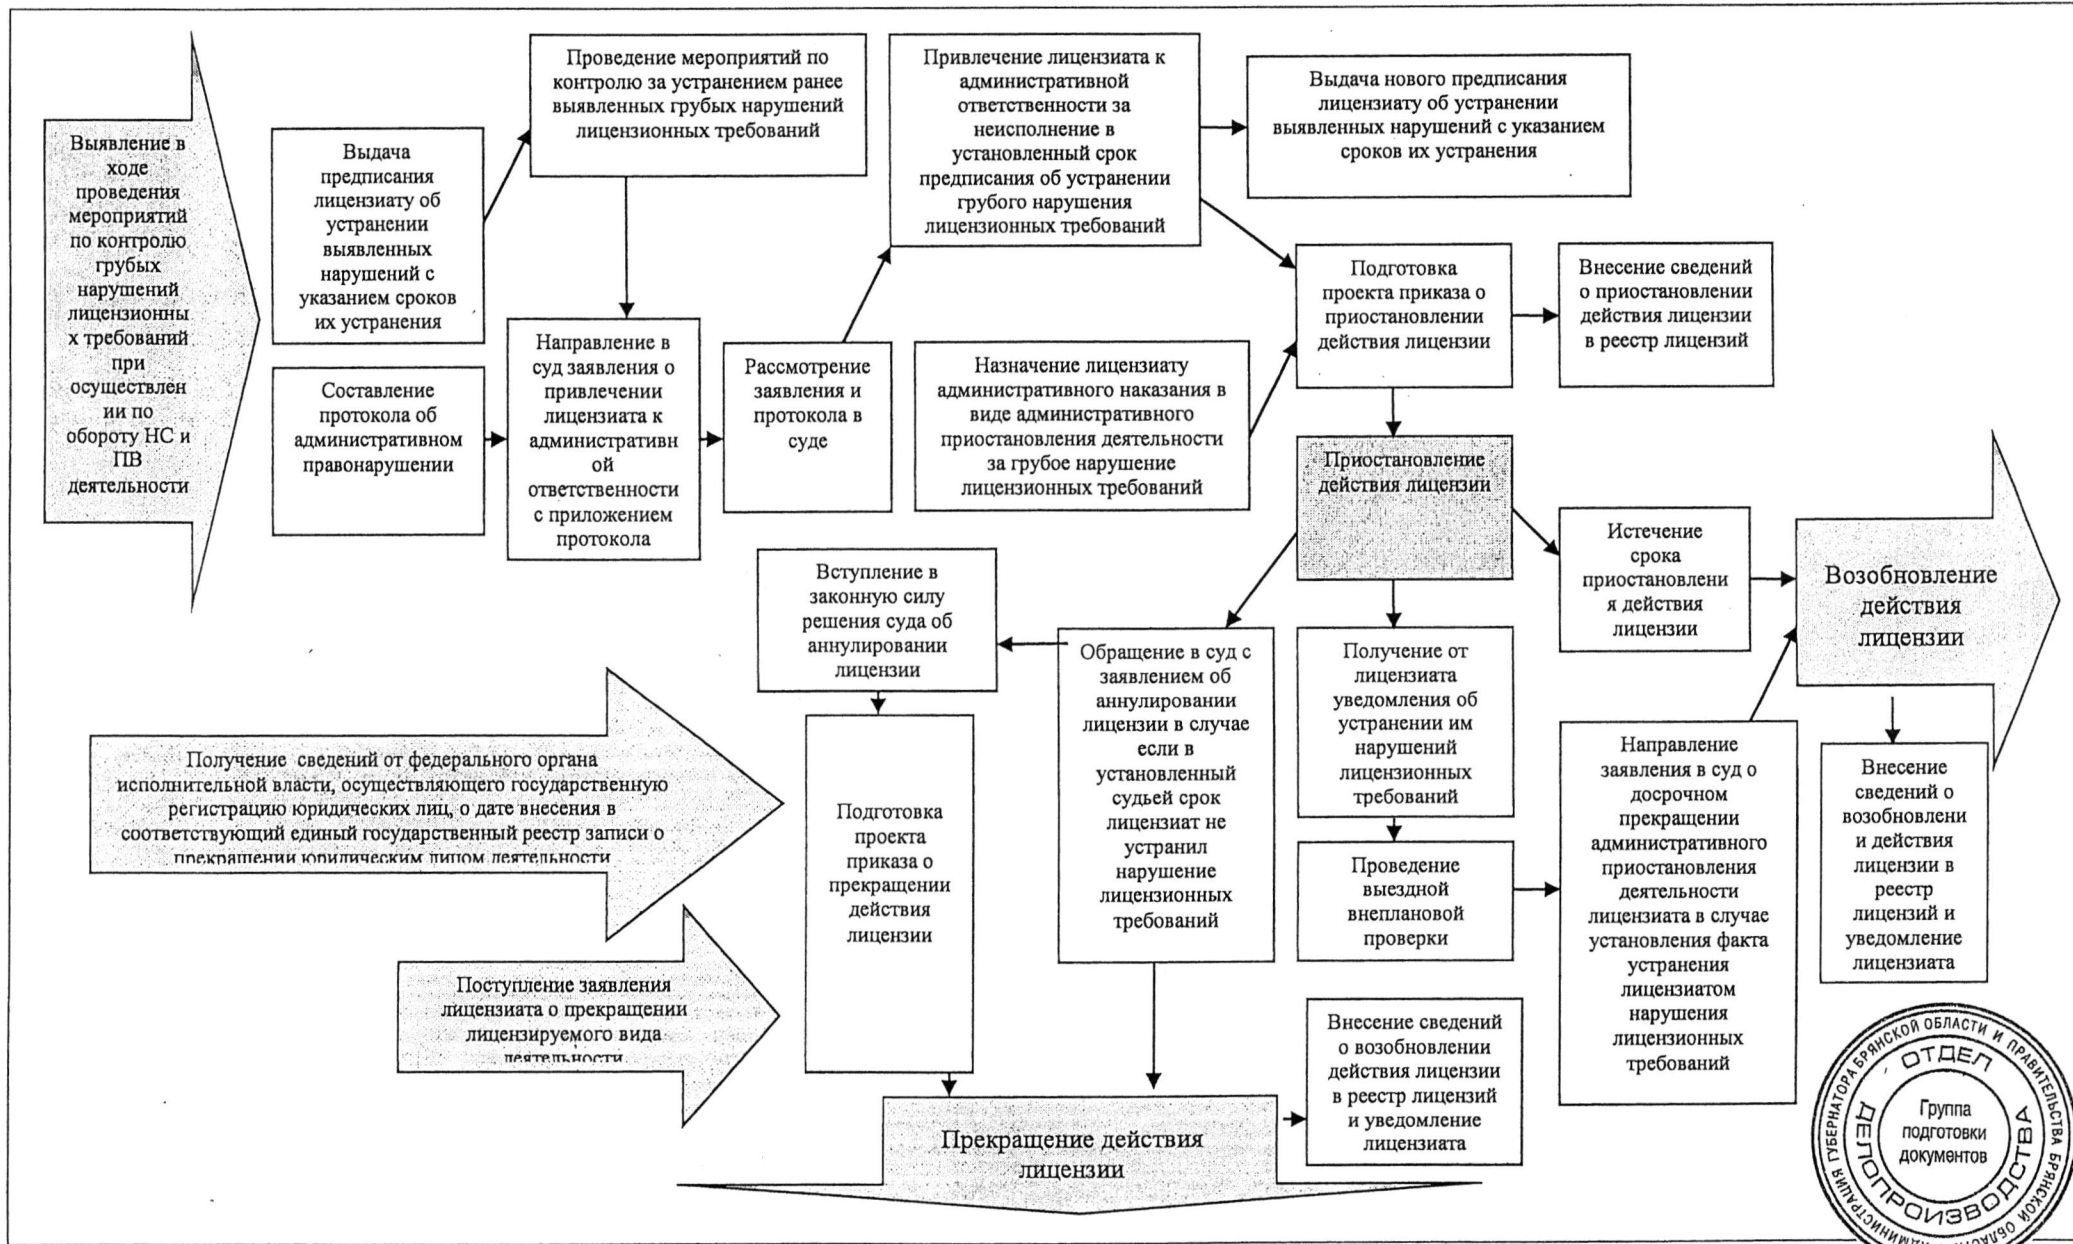 Выявление в
ходе
проведения
мероприятий
по контролю
грубых
нарушений
лицензионны
х требований
при
осуществлен
ии по
обороту НС и
ПВ
деятельности
Выдача
предписания
лицензиату об
устранении
выявленных
нарушений с
указанием сроков
их устранения
Проведение мероприятий по
контролю за устранением ранее
выявленных грубых нарушений
лицензионных требований
Привлечение лицензиата к
административной
ответственности за
неисполнение в
установленный срок
предписания об устранении
грубого нарушения
лицензионных требований
Выдача нового предписания
лицензиату об устранении
выявленных нарушений с указанием
сроков их устранения
Составление
протокола об
административном
правонарушении
Направление в
суд заявления о
привлечении
лицензиата к
административн
ой
ответственности
с приложением
протокола
Рассмотрение
заявления и
протокола в
суде
Назначение лицензиату
административного наказания в
виде административного
приостановления деятельности
за грубое нарушение
лицензионных требований
Подготовка
проекта приказа о
приостановлении
действия лицензии
Внесение сведений
о приостановлении
действия лицензии
в реестр лицензий
Приостановление
действия лицензии
Истечение
срока
приостановлени
я действия
лицензии
Возобновление
действия
лицензии
Вступление в
законную силу
решения суда об
аннулировании
лицензии
Обращение в суд с
заявлением об
аннулировании
лицензии в случае
если в
установленный
судьей срок
лицензиат не
устранил
нарушение
лицензионных
требований
Получение от
лицензиата
уведомления об
устранении им
нарушений
лицензионных
требований
Проведение
выездной
внеплановой
проверки
Направление
заявления в суд о
досрочном
прекращении
административного
приостановления
деятельности
лицензиата в случае
установления факта
устранения
лицензиатом
нарушения
лицензионных
требований
Внесение
сведений о
возобновлени
и действия
лицензии в
реестр
лицензий и
уведомление
лицензиата
Получение сведений от федерального органа
исполнительной власти, осуществляющего государственную
регистрацию юридических лиц, о дате внесения в
соответствующий единый государственный реестр записи о
прекращении юридическим лицом деятельности
Подготовка
проекта
приказа о
прекращении
действия
лицензии
Поступление заявления
лицензиата о прекращении
лицензируемого вида
деятельности
Внесение сведений
о возобновлении
действия лицензии
в реестр лицензий
и уведомление
лицензиата
Прекращение действия
лицензии
АДМИНИСТРАЦИЯ ГУБЕРНАТОРА БРЯНСКОЙ ОБЛАСТИ И ПРАВИТЕЛЬСТВА БРЯНСКОЙ ОБЛАСТИ
ОТДЕЛ
ДЕЛОПРОИЗВОДСТВА
Группа
подготовки
документов